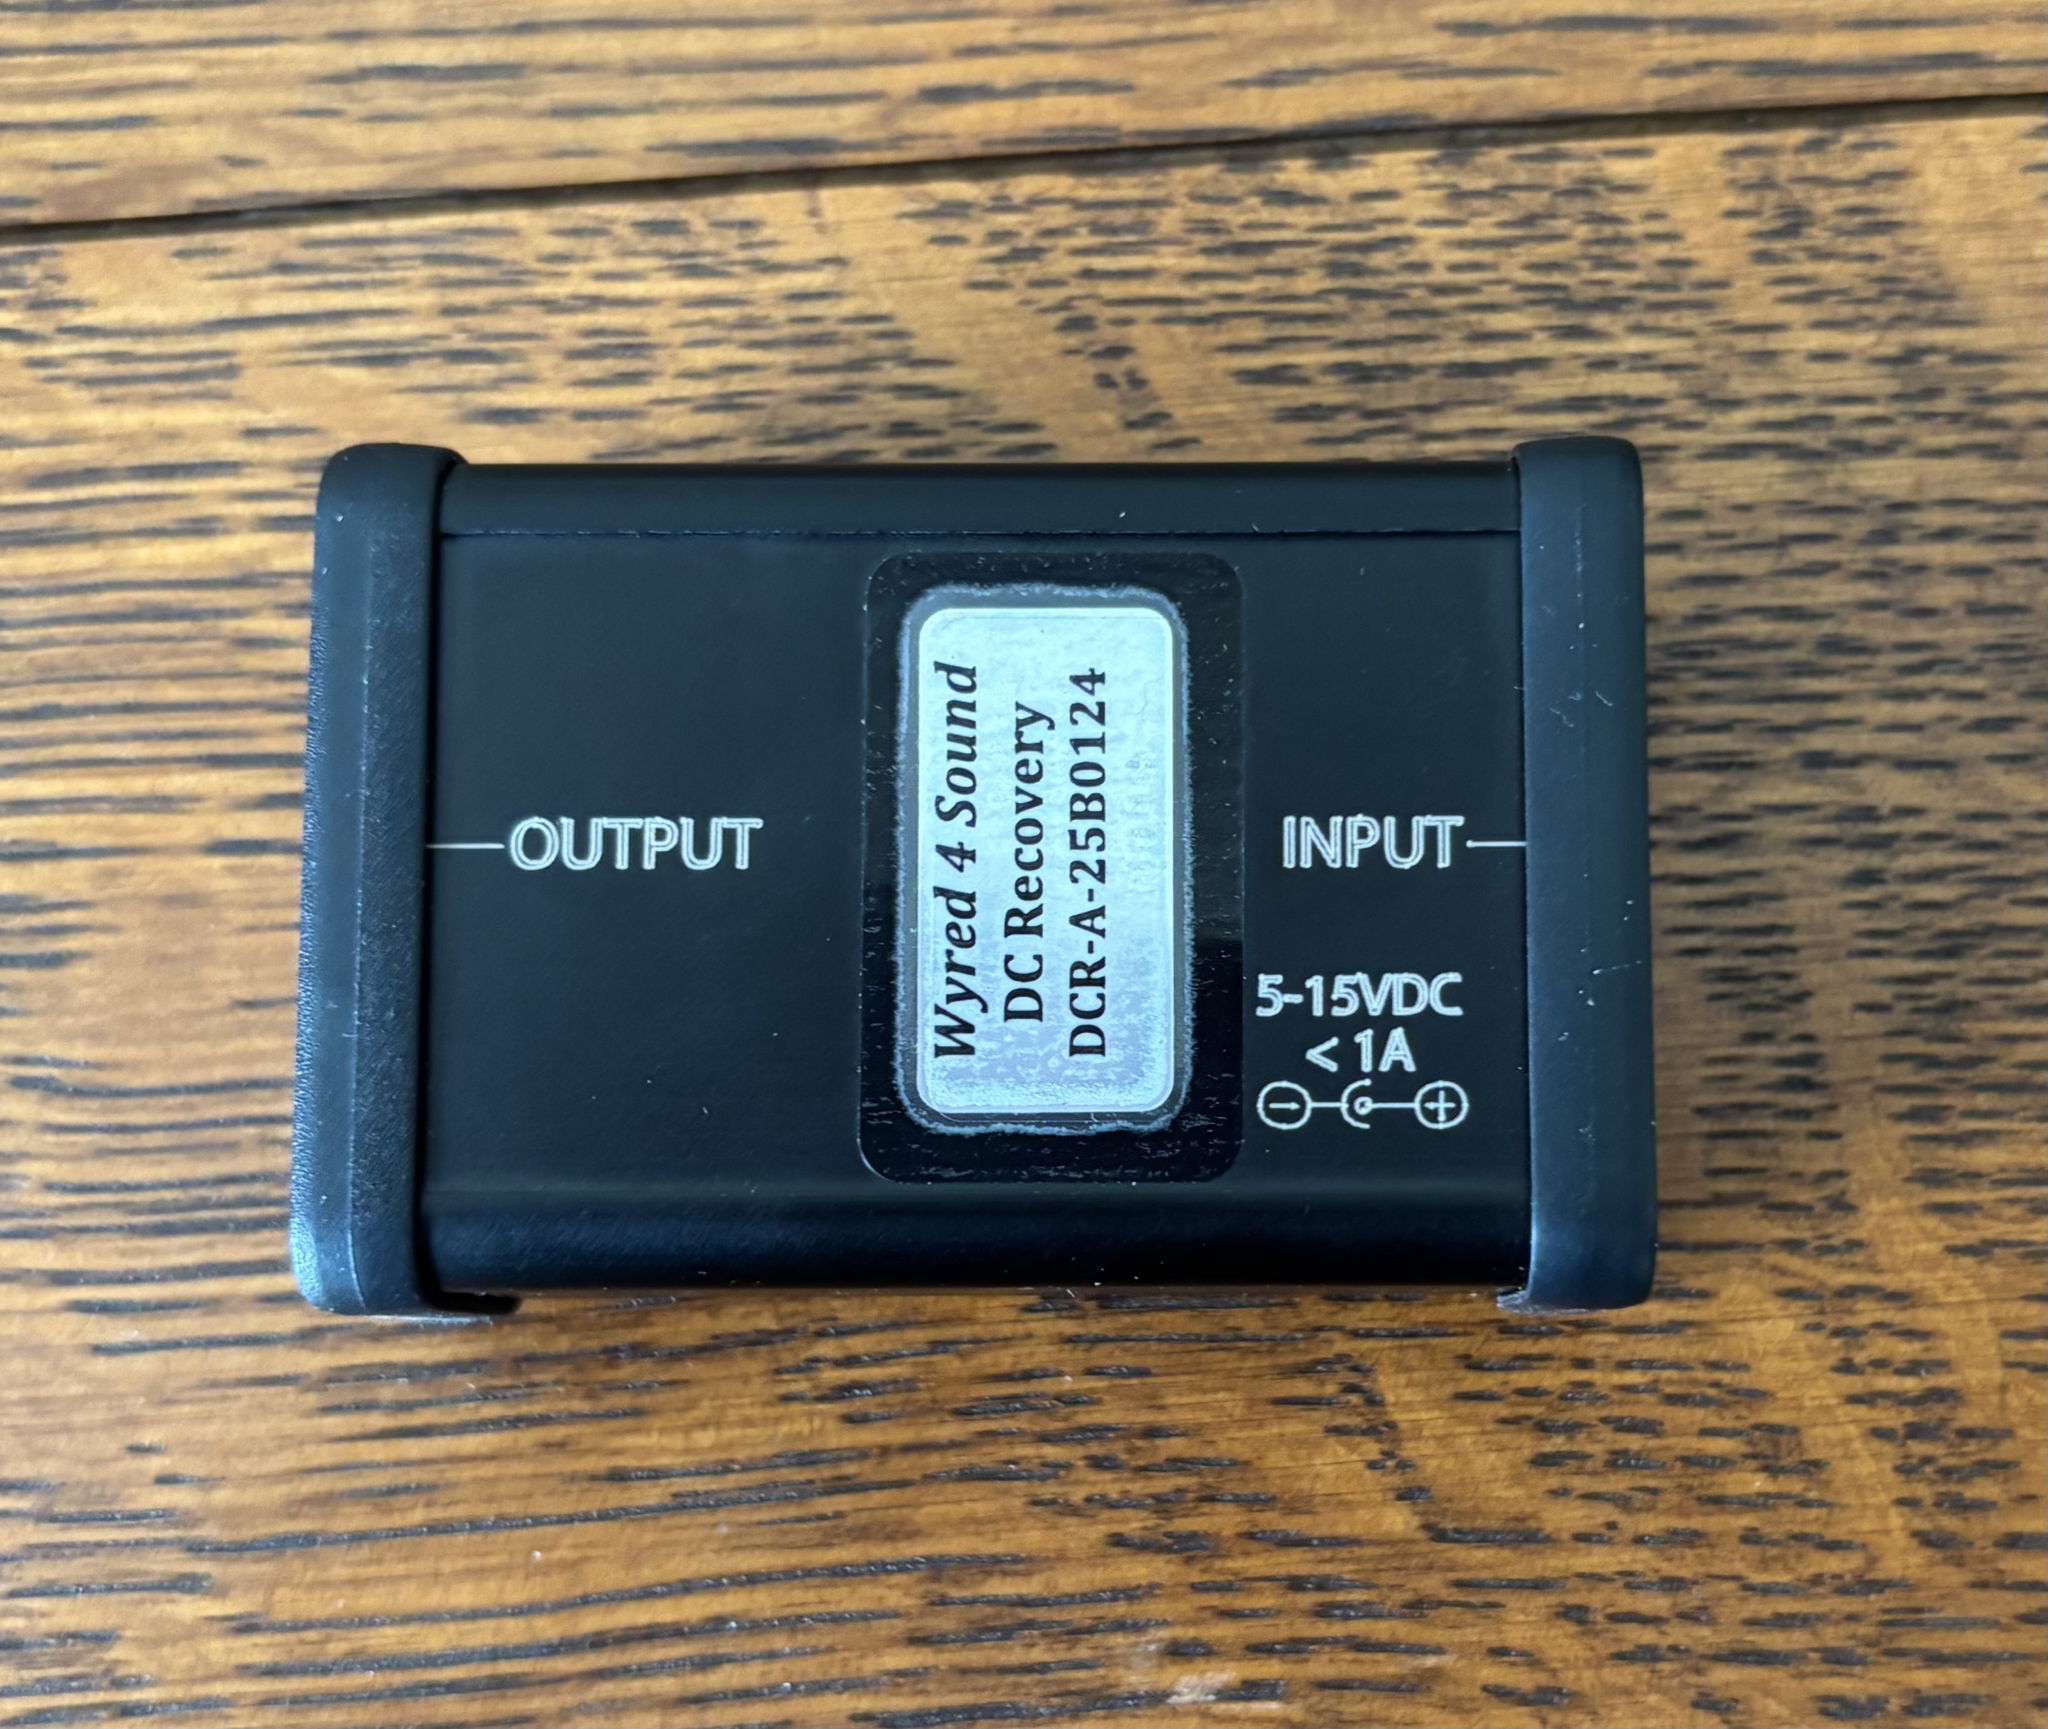 OUTPUT
Wyred 4 Sound
DC Recovery
DCR-A-25B0124
INPUT
5-15VDC
< 1A